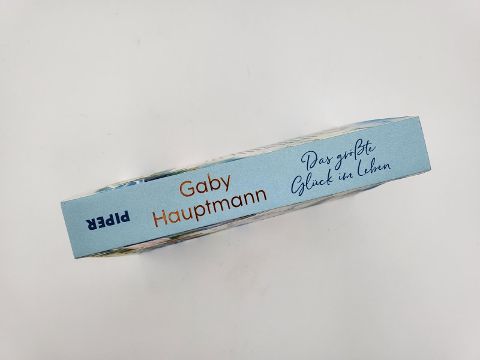 PIPER
Gaby
Hauptmann
Das größte
Glück im Leben